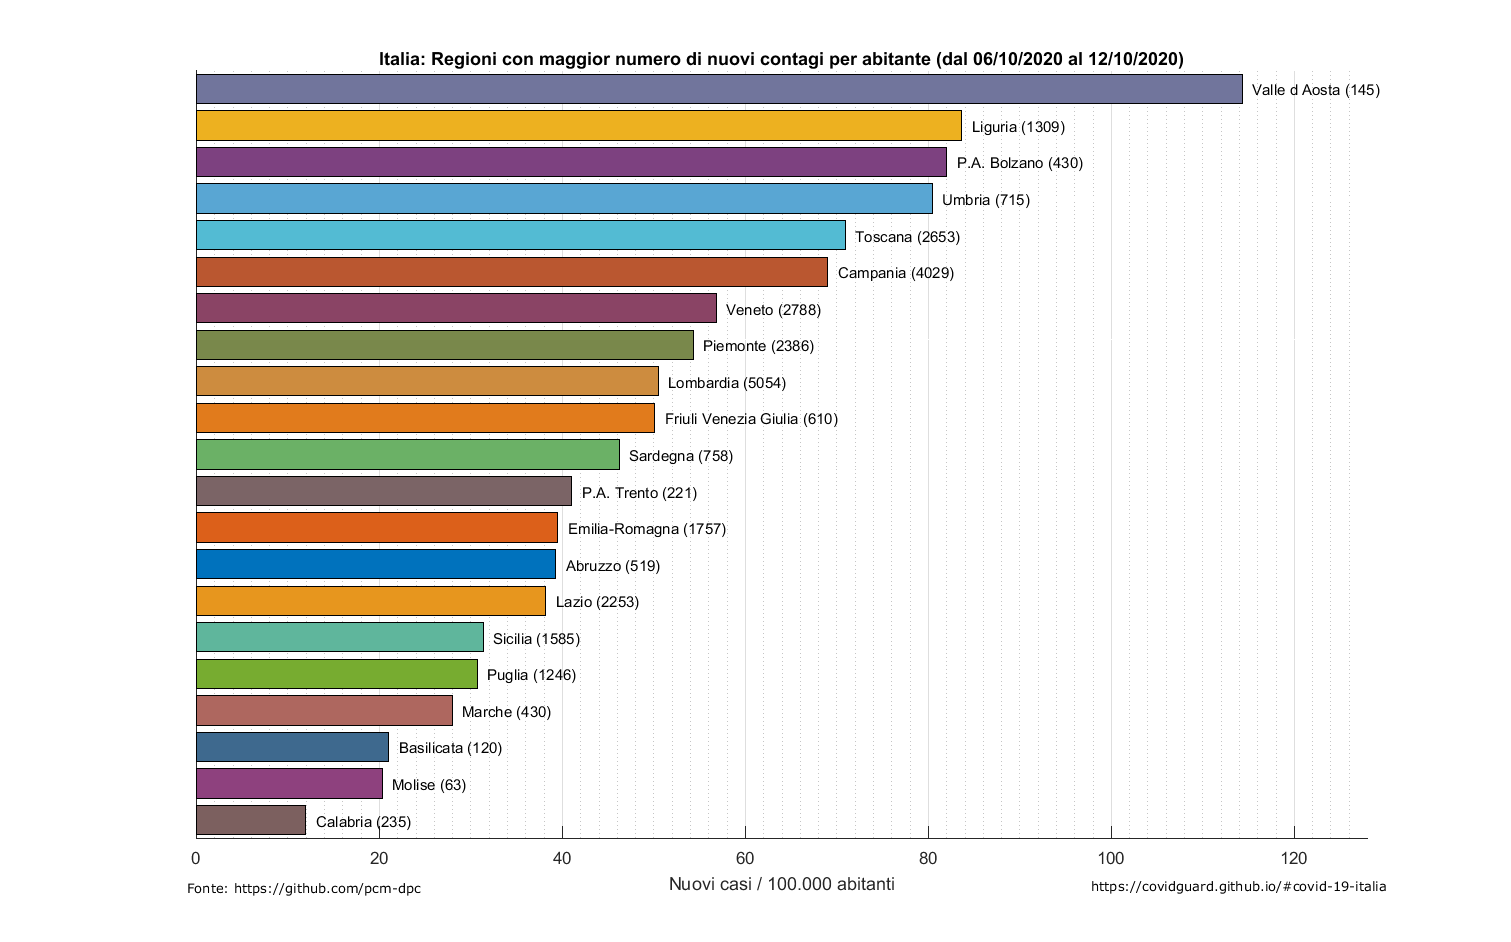 Italia: Regioni con maggior numero di nuovi contagi per abitante (dal 06/10/2020 al 12/10/2020)
Valle d Aosta (145)
Liguria (1309)
P.A. Bolzano (430)
Umbria (715)
Toscana (2653)
Campania (4029)
Veneto (2788)
Piemonte (2386)
Lombardia (5054)
Friuli Venezia Giulia (610)
Sardegna (758)
P.A. Trento (221)
Emilia-Romagna (1757)
Abruzzo (519)
Lazio (2253)
Sicilia (1585)
Puglia (1246)
Marche (430)
Basilicata (120)
Molise (63)
Calabria (235)
0 20 40 60 80 100 120
Nuovi casi / 100.000 abitanti
Fonte: https://github.com/pcm-dpc
https://covidguard.github.io/#covid-19-italia